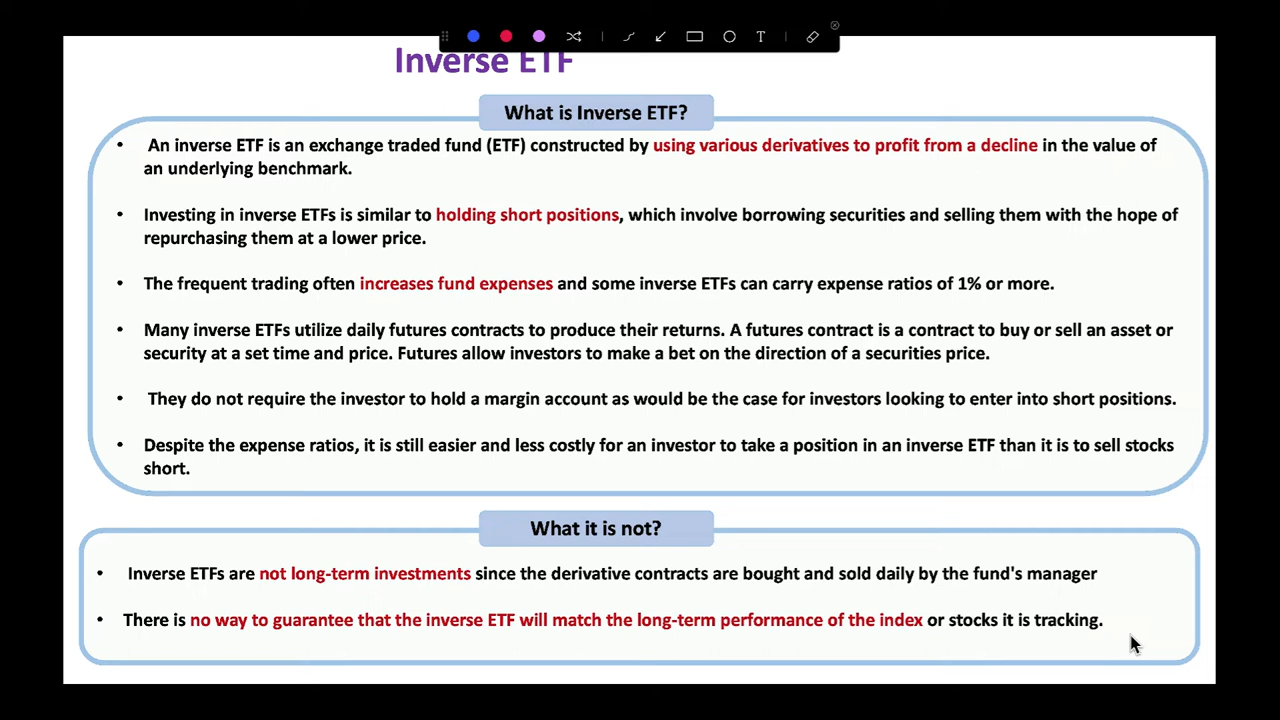 Inverse ETF
What is Inverse ETF?
• An inverse ETF is an exchange traded fund (ETF) constructed by using various derivatives to profit from a decline in the value of
an underlying benchmark.
• Investing in inverse ETFs is similar to holding short positions, which involve borrowing securities and selling them with the hope of
repurchasing them at a lower price.
• The frequent trading often increases fund expenses and some inverse ETFs can carry expense ratios of 1% or more.
• Many inverse ETFs utilize daily futures contracts to produce their returns. A futures contract is a contract to buy or sell an asset or
security at a set time and price. Futures allow investors to make a bet on the direction of a securities price.
• They do not require the investor to hold a margin account as would be the case for investors looking to enter into short positions.
• Despite the expense ratios, it is still easier and less costly for an investor to take a position in an inverse ETF than it is to sell stocks
short.
What it is not?
• Inverse ETFs are not long-term investments since the derivative contracts are bought and sold daily by the fund's manager
• There is no way to guarantee that the inverse ETF will match the long-term performance of the index or stocks it is tracking.